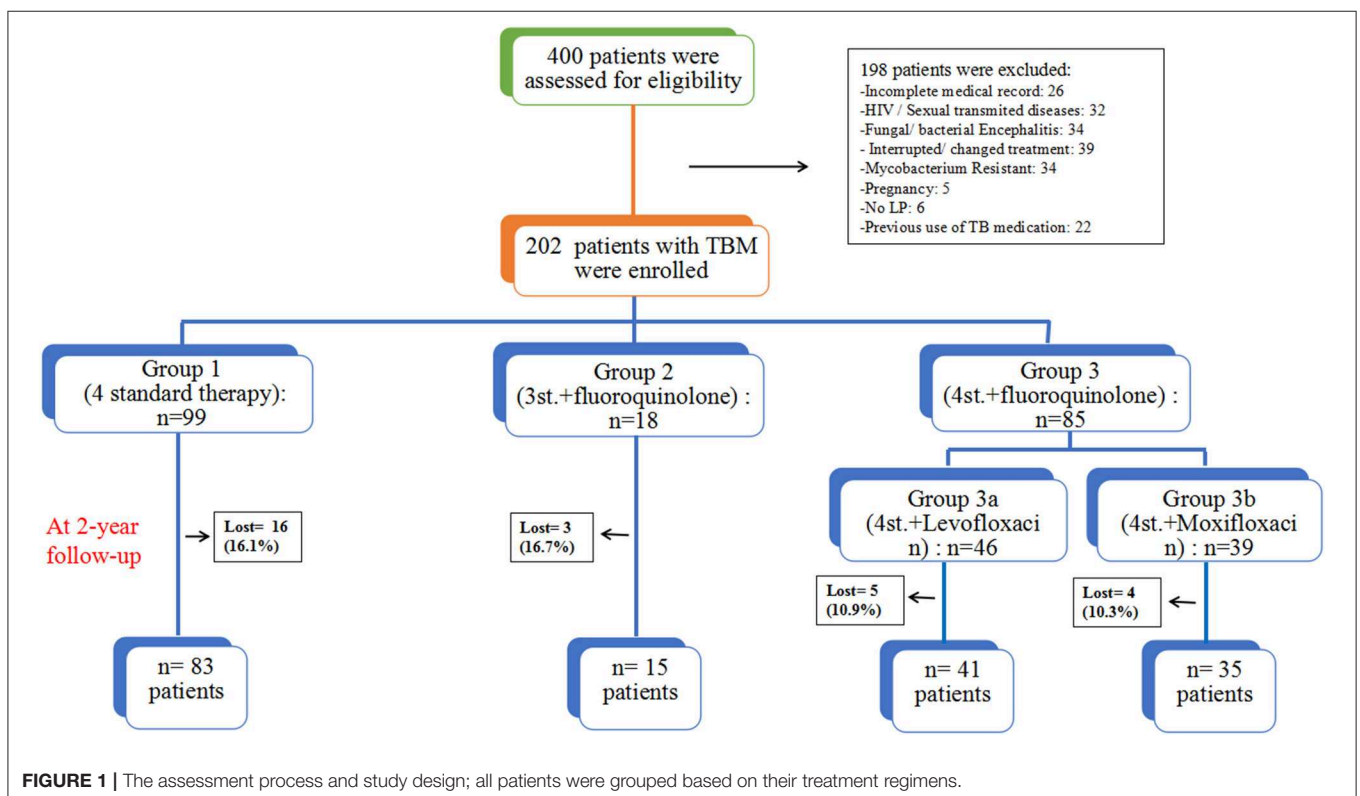 400 patients were
assessed for eligibility
198 patients were excluded:
-Incomplete medical record: 26
-HIV / Sexual transmited diseases: 32
-Fungal/ bacterial Encephalitis: 34
- Interrupted/ changed treatment: 39
-Mycobacterium Resistant: 34
-Pregnancy: 5
-No LP: 6
-Previous use of TB medication: 22
202 patients with TBM
were enrolled
Group 1
(4 standard therapy):
n=99
Group 2
(3st.+fluoroquinolone) :
n=18
Group 3
(4st.+fluoroquinolone) :
n=85
Group 3a
(4st.+Levofloxaci
n) : n=46
Group 3b
(4st.+Moxifloxaci
n) : n=39
At 2-year
follow-up
Lost= 16
(16.1%)
Lost= 3
(16.7%)
Lost= 5
(10.9%)
Lost= 4
(10.3%)
n= 83
patients
n= 15
patients
n= 41
patients
n= 35
patients
FIGURE 1 | The assessment process and study design; all patients were grouped based on their treatment regimens.